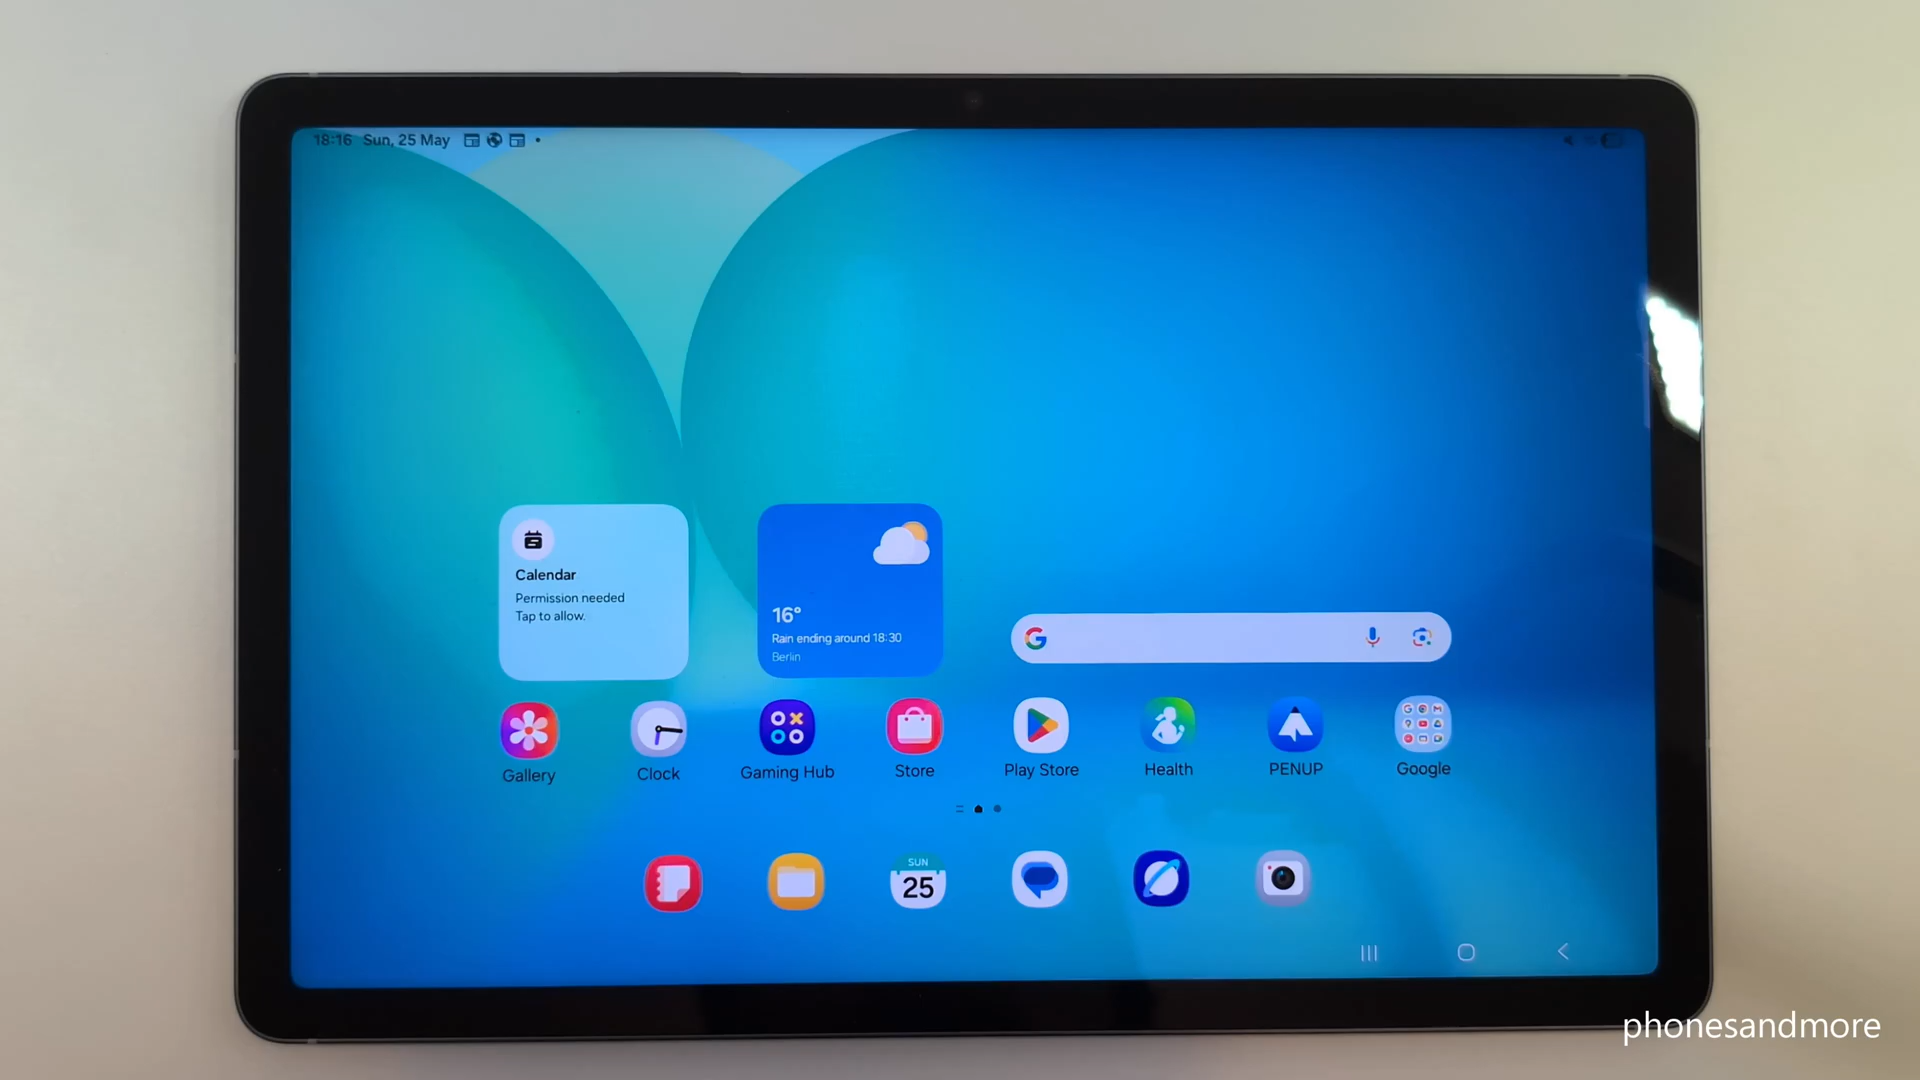 18:16 Sun, 25 May
Calendar
Permission needed
Tap to allow.
16°
Rain ending around 18:30
Berlin
Gallery
Clock
Gaming Hub
Store
Play Store
Health
PENUP
Google
SUN
25
phonesandmore